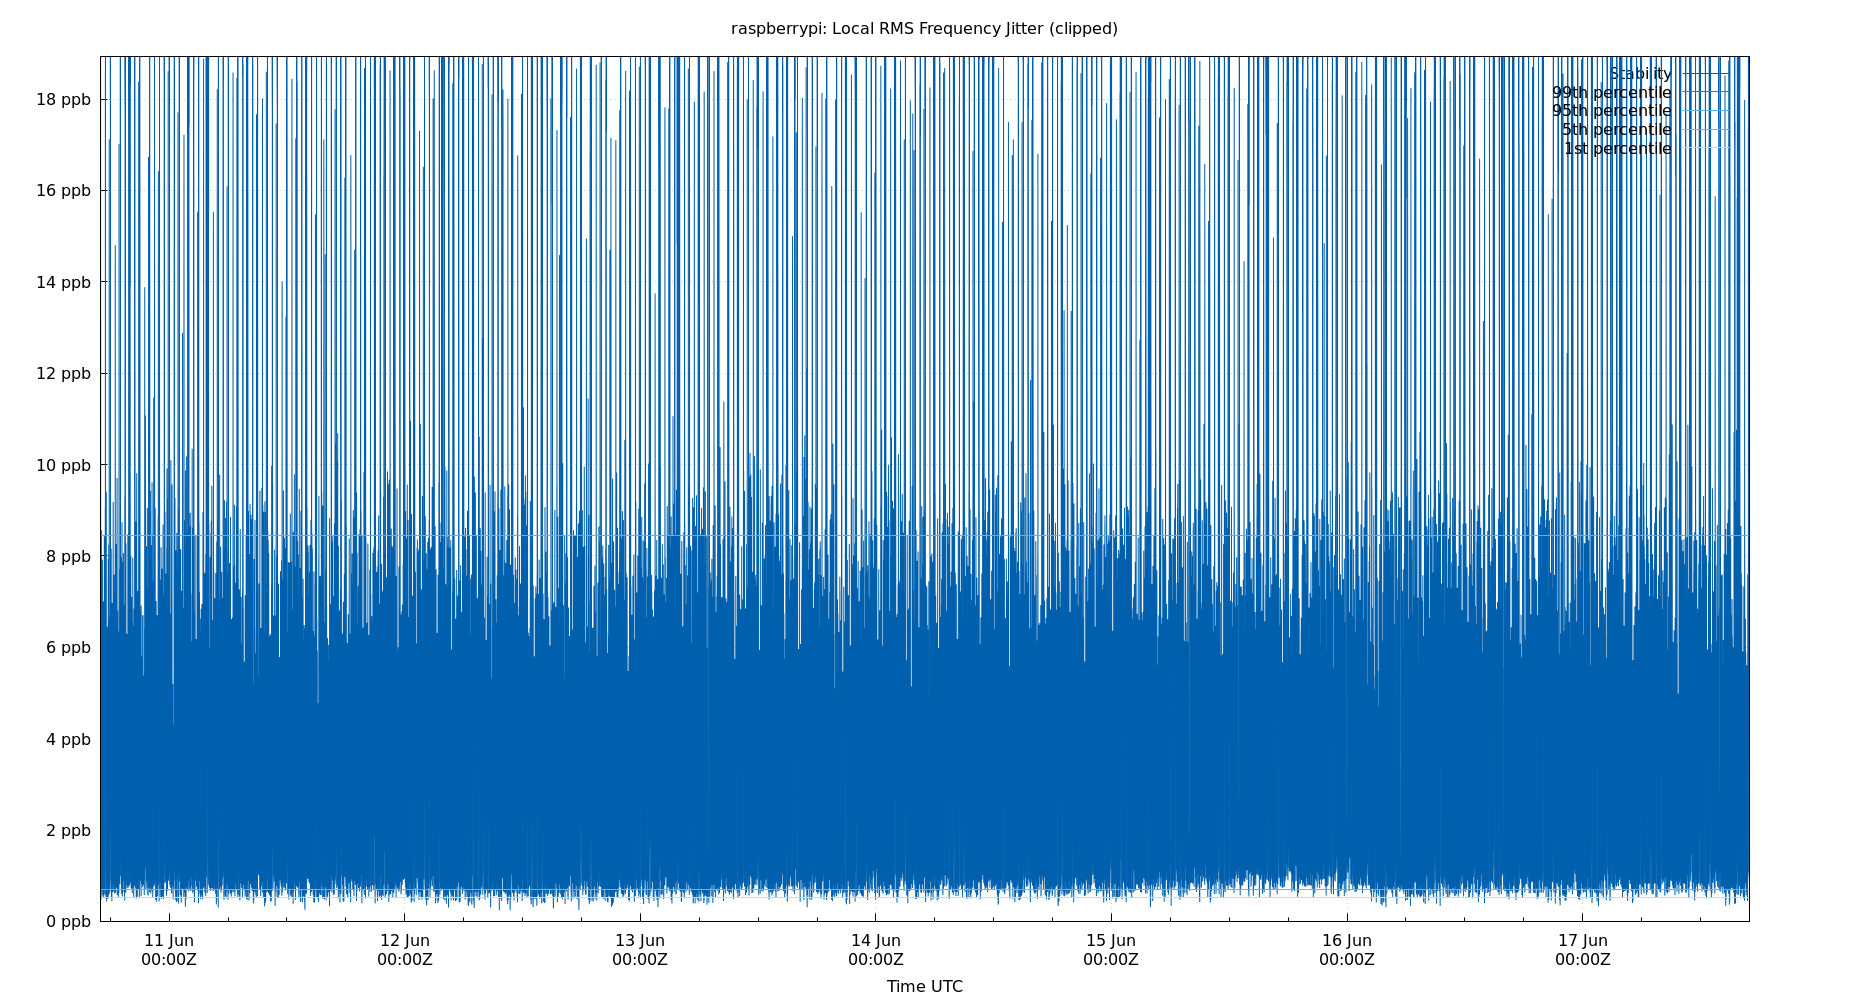 raspberrypi: Local RMS Frequency Jitter (clipped)
Stability
99th percentile
95th percentile
5th percentile
1st percentile
18 ppb
16 ppb
14 ppb
12 ppb
10 ppb
8 ppb
6 ppb
4 ppb
2 ppb
0 ppb
11 Jun 12 Jun 13 Jun 14 Jun 15 Jun 16 Jun 17 Jun
00:00Z 00:00Z 00:00Z 00:00Z 00:00Z 00:00Z 00:00Z
Time UTC